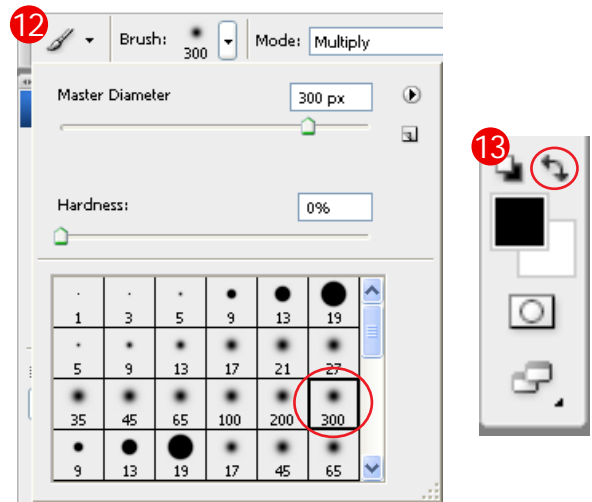 12
Brush: 300 Mode: Multiply
Master Diameter 300 px
13
Hardness: 0%
1 3 5 9 13 19
5 9 13 17 21 27
35 45 65 100 200 300
9 13 19 17 45 65